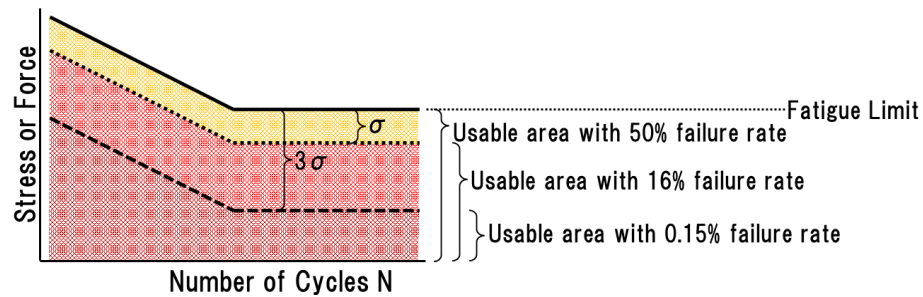 Stress or Force
σ
3σ
Fatigue Limit
Usable area with 50% failure rate
Usable area with 16% failure rate
Usable area with 0.15% failure rate
Number of Cycles N